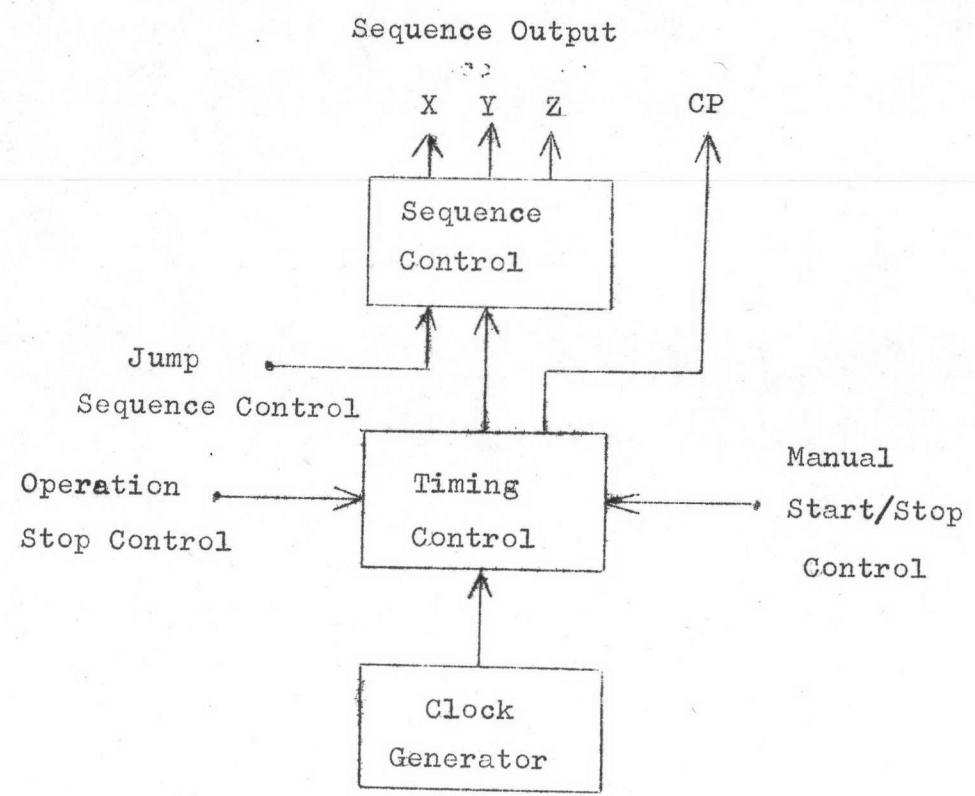 Sequence Output
X Y Z CP
Sequence
Control
Jump
Sequence Control
Operation
Stop Control
Timing
Control
Manual
Start/Stop
Control
Clock
Generator